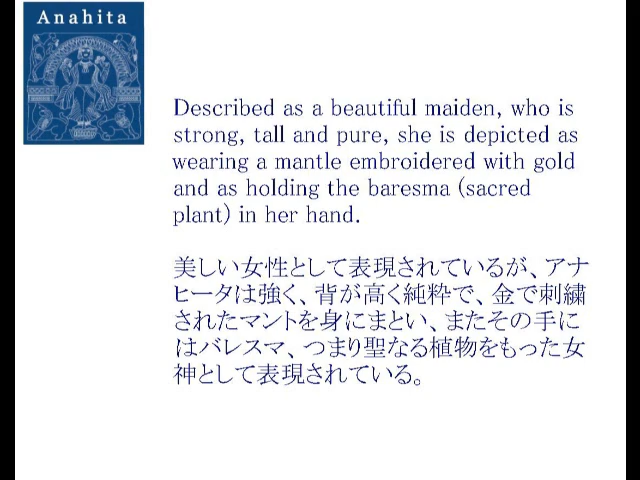 Anahita
Described as a beautiful maiden, who is
strong, tall and pure, she is depicted as
wearing a mantle embroidered with gold
and as holding the baresma (sacred
plant) in her hand.
美しい女性として表現されているが、アナ
ヒータは強く、背が高く純粋で、金で刺繍
されたマントを身にまとい、またその手に
はバレスマ、つまり聖なる植物をもった女
神として表現されている。